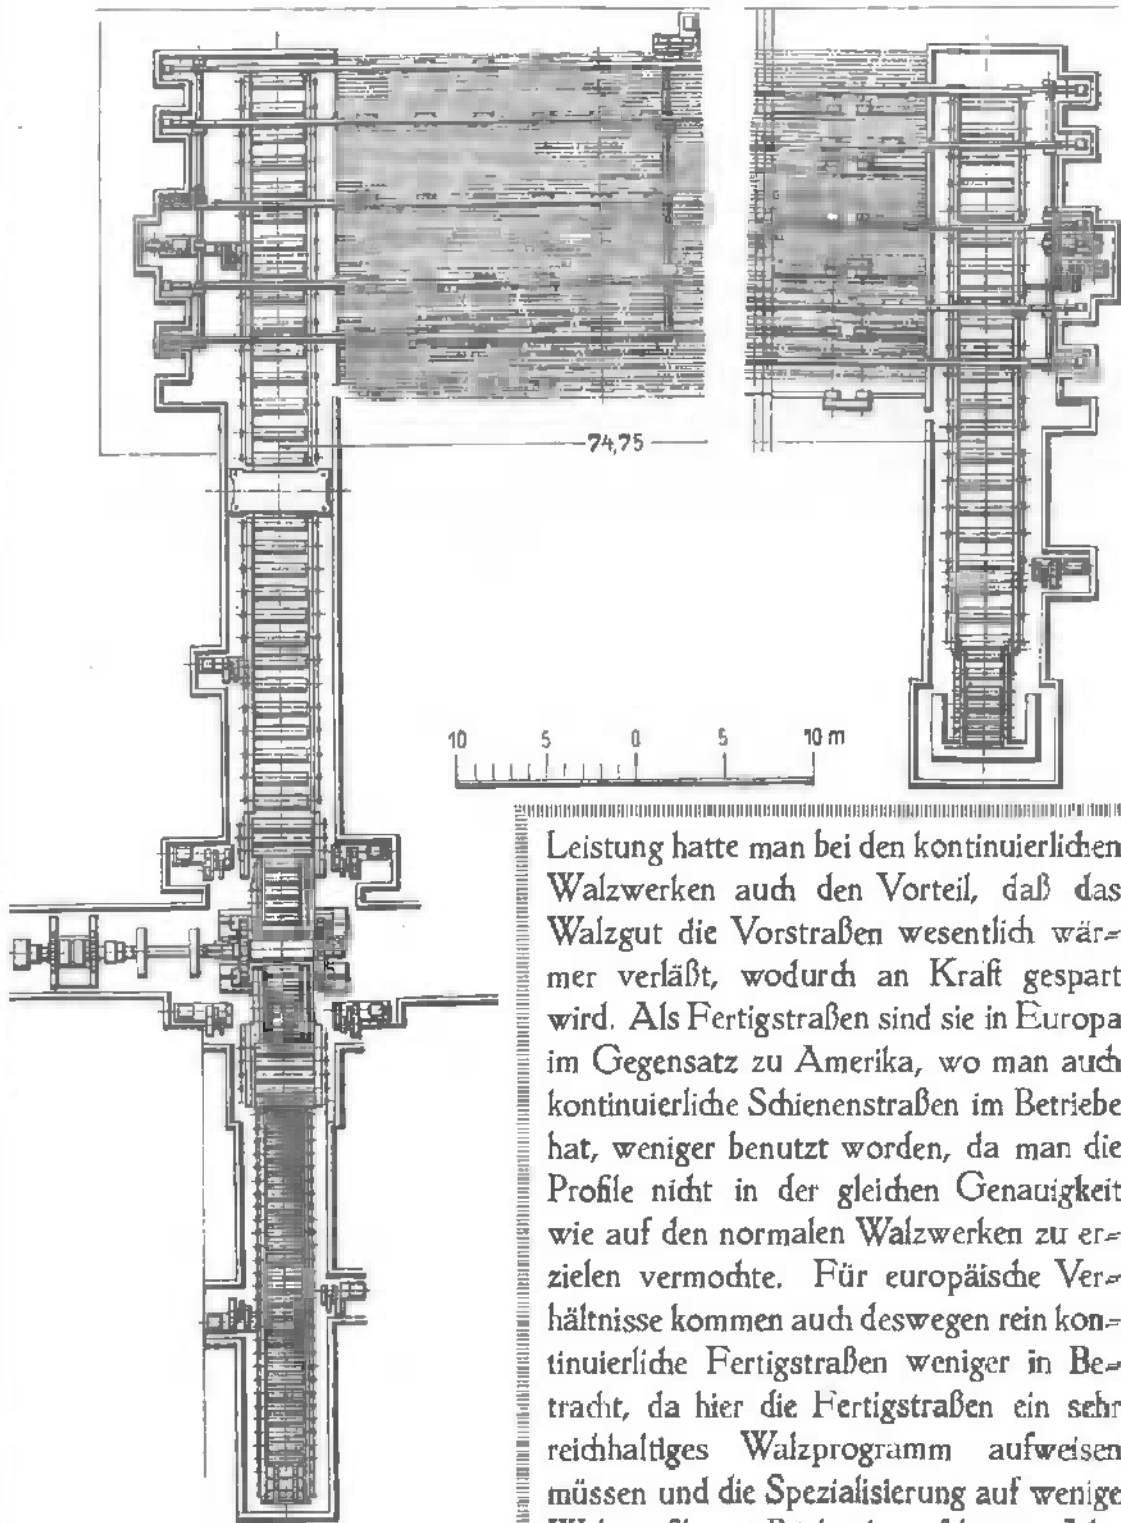 74,75
10 5 0 5 10 m
Leistung hatte man bei den kontinuierlichen
Walzwerken auch den Vorteil, daß das
Walzgut die Vorstraßen wesentlich wär-
mer verläßt, wodurch an Kraft gespart
wird. Als Fertigstraßen sind sie in Europa
im Gegensatz zu Amerika, wo man auch
kontinuierliche Schienenstraßen im Betriebe
hat, weniger benutzt worden, da man die
Profile nicht in der gleichen Genauigkeit
wie auf den normalen Walzwerken zu er-
zielen vermochte. Für europäische Ver-
hältnisse kommen auch deswegen rein kon-
tinuierliche Fertigstraßen weniger in Be-
tracht, da hier die Fertigstraßen ein sehr
reichhaltiges Walzprogramm aufweisen
müssen und die Spezialisierung auf wenige